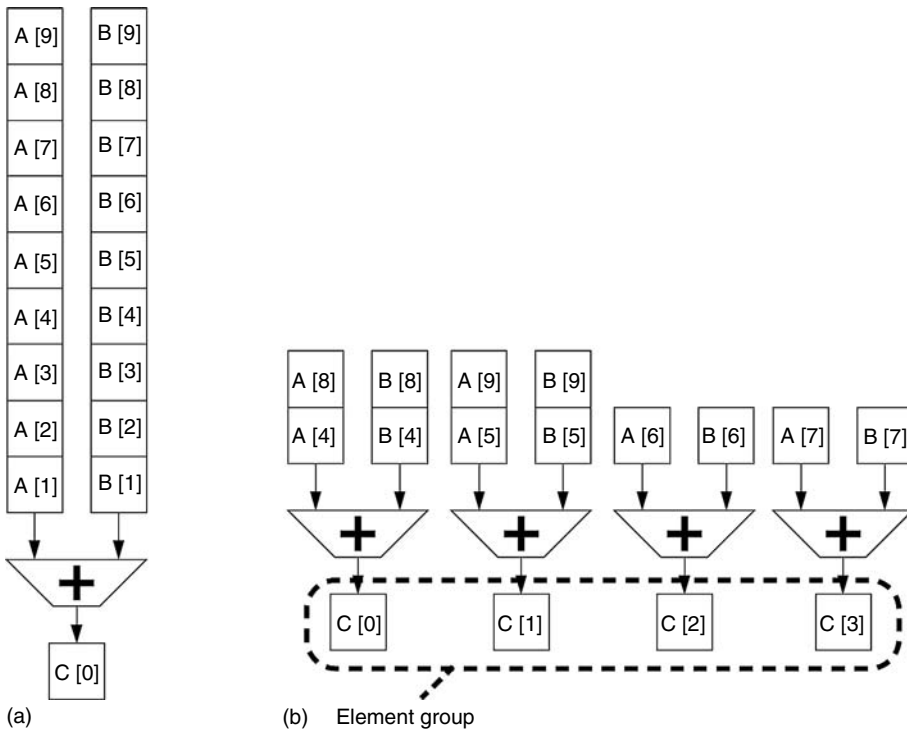 A [9] B [9]
A [8] B [8]
A [7] B [7]
A [6] B [6]
A [5] B [5]
A [4] B [4]
A [3] B [3]
A [2] B [2]
A [1] B [1]
+
C [0]
(a)
A [8] B [8] A [9] B [9]
A [4] B [4] A [5] B [5] A [6] B [6] A [7] B [7]
+ + + +
C [0] C [1] C [2] C [3]
(b) Element group